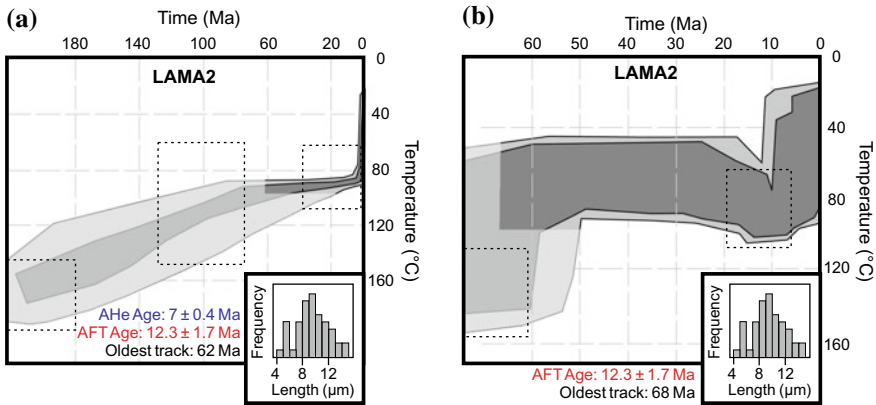 (a)
Time (Ma)
180 140 100 60 20 0
LAMA2
0
40
80
120
160
Temperature (°C)
AHe Age: 7 ± 0.4 Ma
AFT Age: 12.3 ± 1.7 Ma
Oldest track: 62 Ma
Frequency
4 8 12
Length (μm)
(b)
Time (Ma)
60 50 30 20 10 0
LAMA2
0
40
80
120
160
Temperature (°C)
AFT Age: 12.3 ± 1.7 Ma
Oldest track: 68 Ma
Frequency
4 8 12
Length (μm)